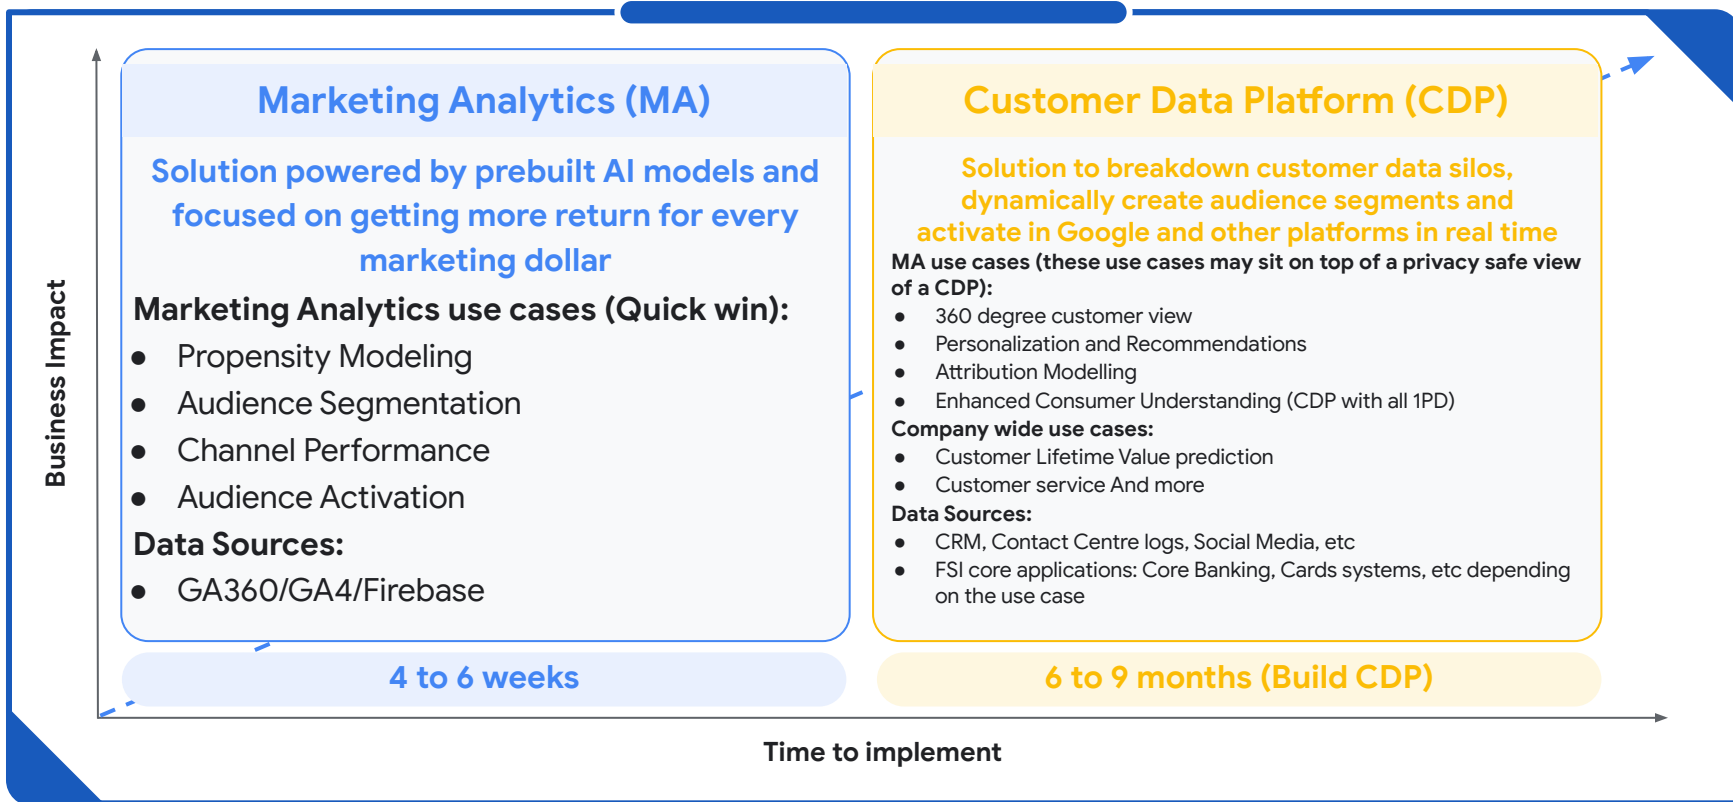 Marketing Analytics (MA)
Solution powered by prebuilt AI models and
focused on getting more return for every
marketing dollar
Marketing Analytics use cases (Quick win):
● Propensity Modeling
● Audience Segmentation
● Channel Performance
● Audience Activation
Data Sources:
● GA360/GA4/Firebase
4 to 6 weeks
Customer Data Platform (CDP)
Solution to breakdown customer data silos,
dynamically create audience segments and
activate in Google and other platforms in real time
MA use cases (these use cases may sit on top of a privacy safe view
of a CDP):
● 360 degree customer view
● Personalization and Recommendations
● Attribution Modelling
● Enhanced Consumer Understanding (CDP with all 1PD)
Company wide use cases:
● Customer Lifetime Value prediction
● Customer service And more
Data Sources:
● CRM, Contact Centre logs, Social Media, etc
● FSI core applications: Core Banking, Cards systems, etc depending
on the use case
6 to 9 months (Build CDP)
Business Impact
Time to implement